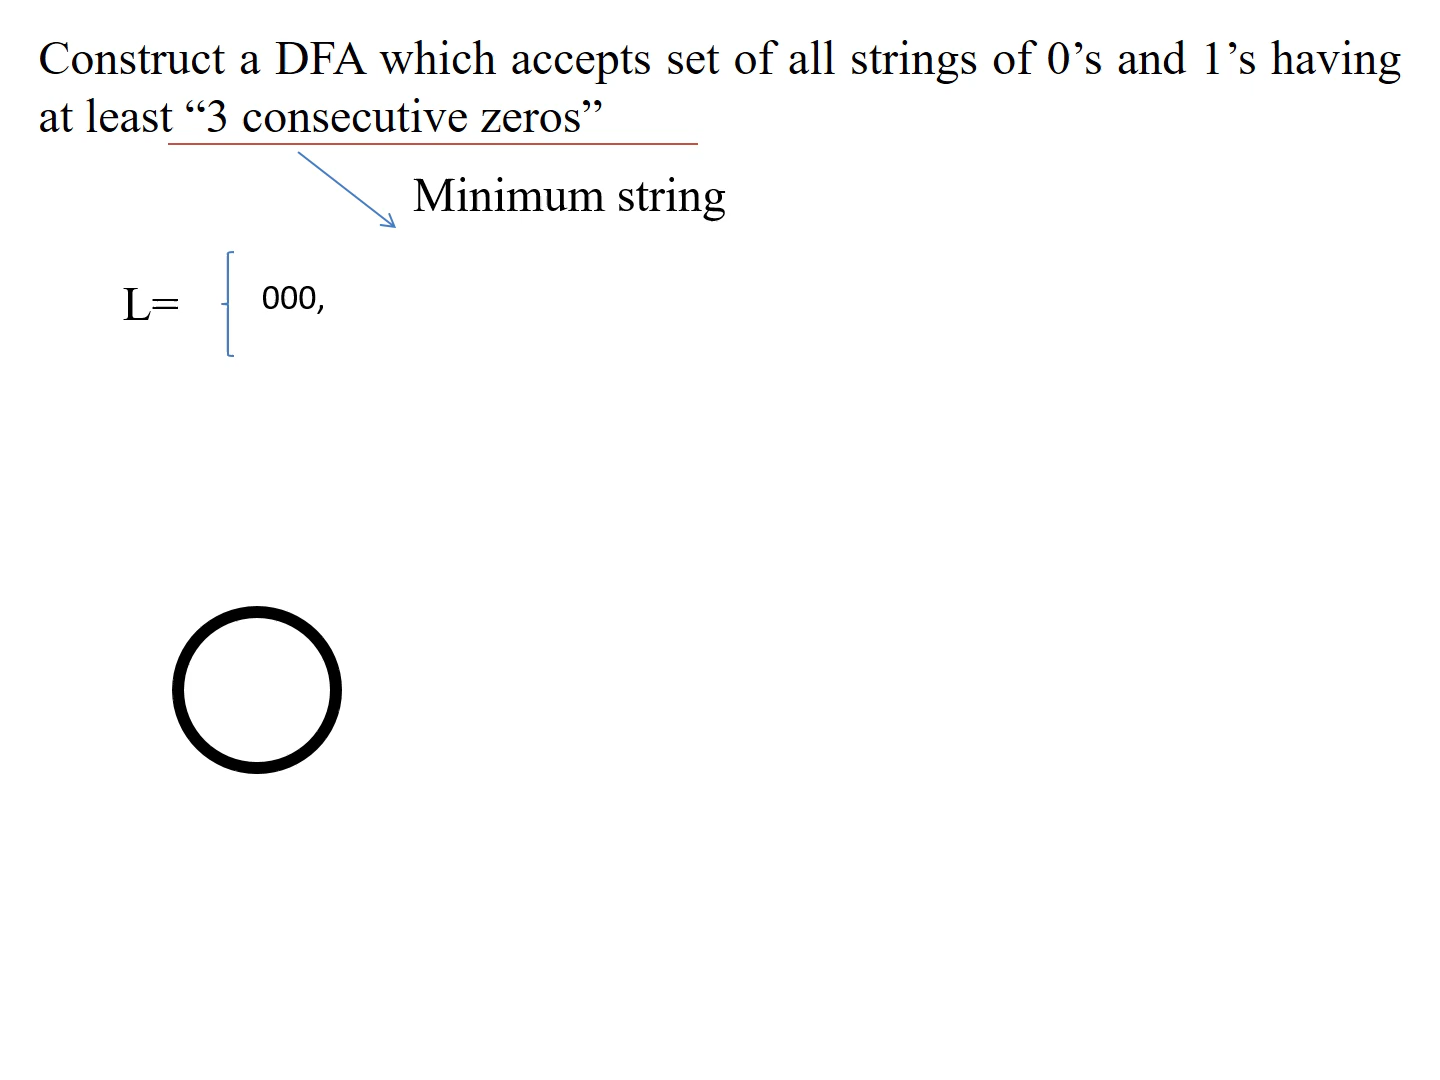 Construct a DFA which accepts set of all strings of 0’s and 1’s having
at least “3 consecutive zeros”
Minimum string
L= 000,